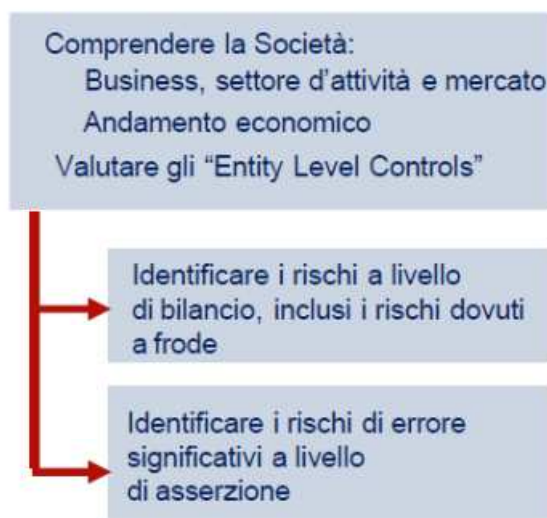 Comprendere la Società:
Business, settore d'attività e mercato
Andamento economico
Valutare gli “Entity Level Controls”
Identificare i rischi a livello
di bilancio, inclusi i rischi dovuti
a frode
Identificare i rischi di errore
significativi a livello
di asserzione